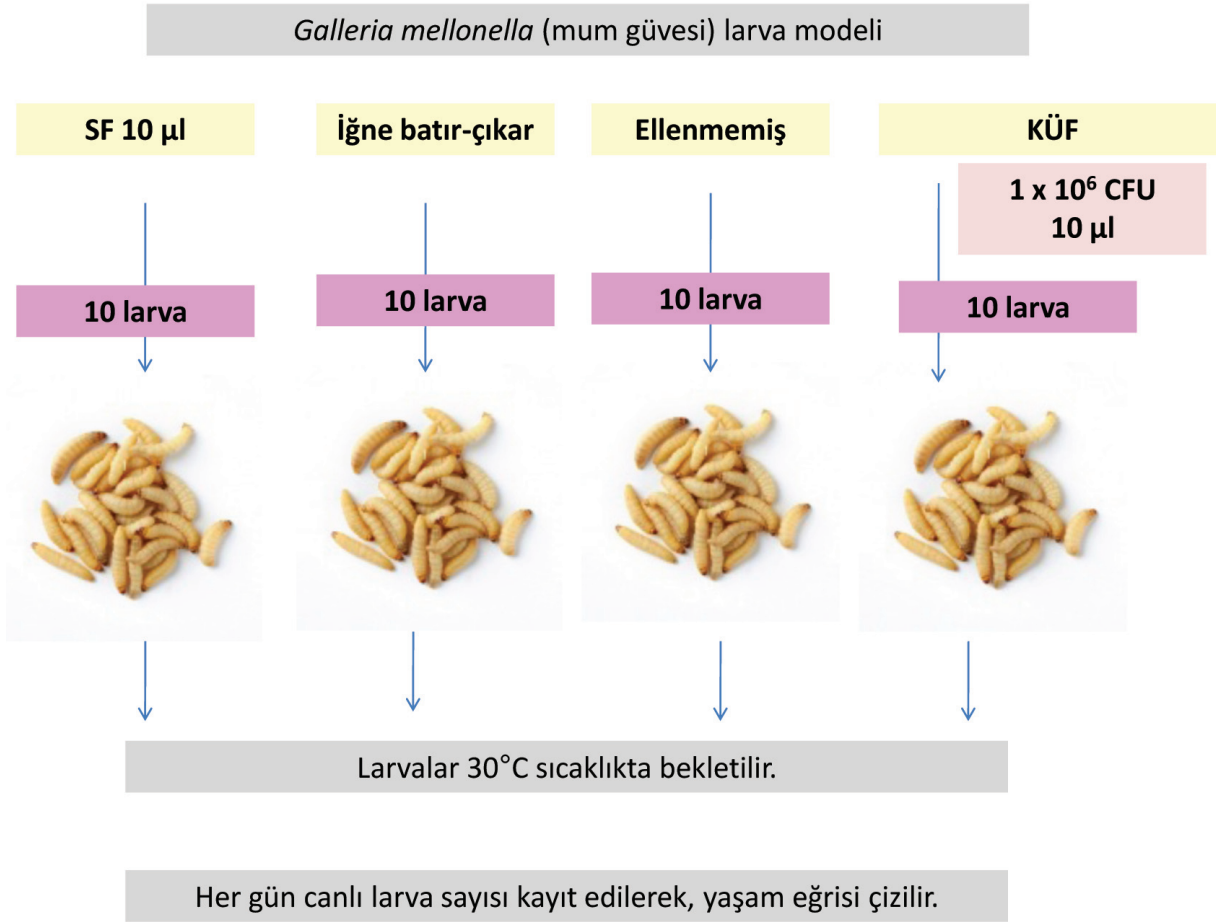 Galleria mellonella (mum güvesi) larva modeli
SF 10 µl
İğne batır-çıkar
Ellenmemiş
KÜF
1 x 10⁶ CFU
10 µl
10 larva
10 larva
10 larva
10 larva
Larvalar 30°C sıcaklıkta bekletilir.
Her gün canlı larva sayısı kayıt edilerek, yaşam eğrisi çizilir.